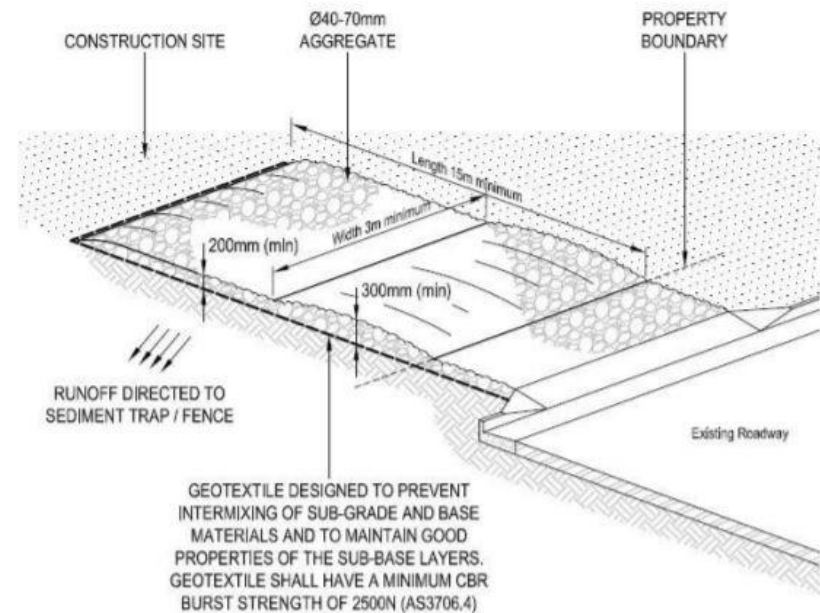 CONSTRUCTION SITE
Ø40-70mm
AGGREGATE
PROPERTY
BOUNDARY
Length 15m minimum
Width 3m minimum
200mm (min)
300mm (min)
RUNOFF DIRECTED TO
SEDIMENT TRAP / FENCE
Existing Roadway
GEOTEXTILE DESIGNED TO PREVENT
INTERMIXING OF SUB-GRADE AND BASE
MATERIALS AND TO MAINTAIN GOOD
PROPERTIES OF THE SUB-BASE LAYERS.
GEOTEXTILE SHALL HAVE A MINIMUM CBR
BURST STRENGTH OF 2500N (AS3706.4)